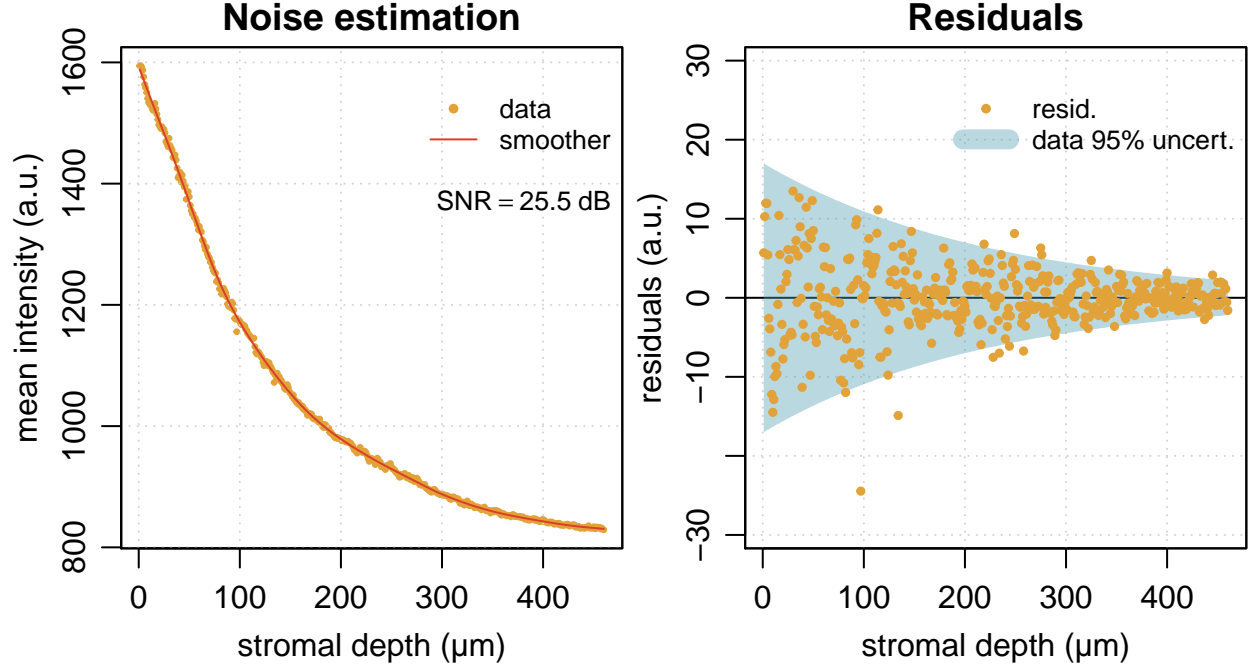 Noise estimation
mean intensity (a.u.)
1600
1400
1200
1000
800
data
smoother
SNR = 25.5 dB
0 100 200 300 400
stromal depth (µm)
Residuals
residuals (a.u.)
30
20
10
0
−10
−30
resid.
data 95% uncert.
0 100 200 300 400
stromal depth (µm)